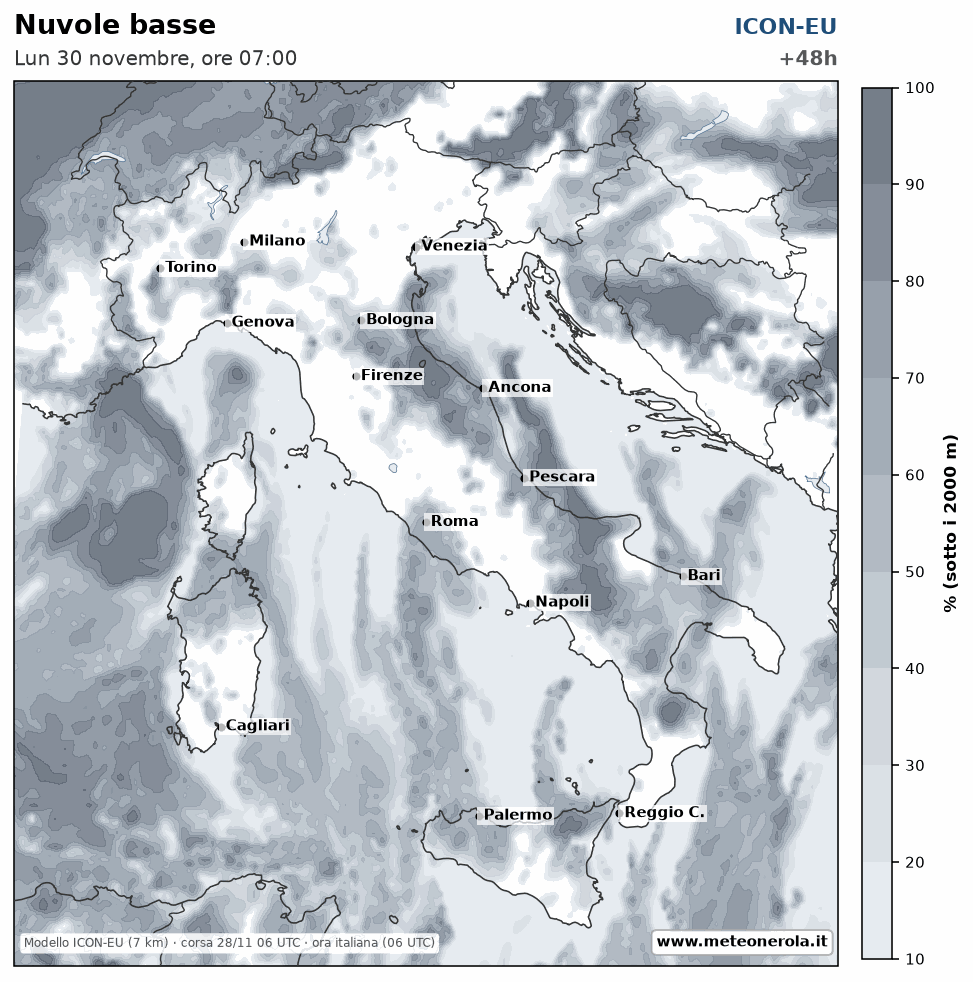 Nuvole basse
ICON-EU
Lun 30 novembre, ore 07:00
+48h
100
90
80
70
60
50
40
30
20
10
% (sotto i 2000 m)
Milano
Venezia
Torino
Genova
Bologna
Firenze
Ancona
Pescara
Roma
Bari
Napoli
Cagliari
Palermo
Reggio C.
Modello ICON-EU (7 km) · corsa 28/11 06 UTC · ora italiana (06 UTC)
www.meteonerola.it